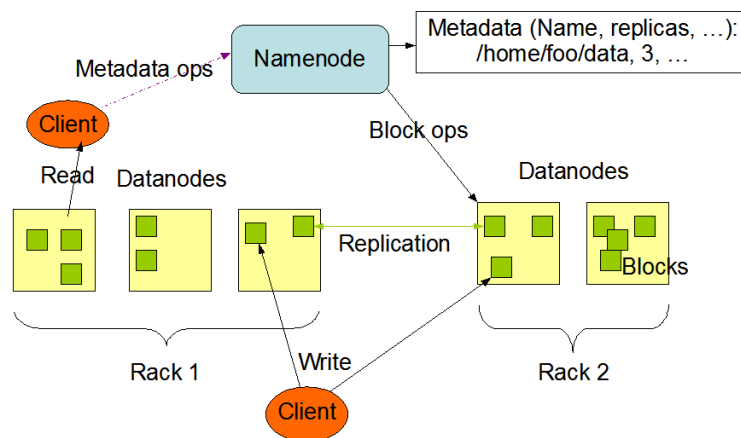 Metadata (Name, replicas, …):
/home/foo/data, 3, …
Namenode
Metadata ops
Client
Block ops
Read
Datanodes
Datanodes
Replication
Blocks
Rack 1
Write
Rack 2
Client